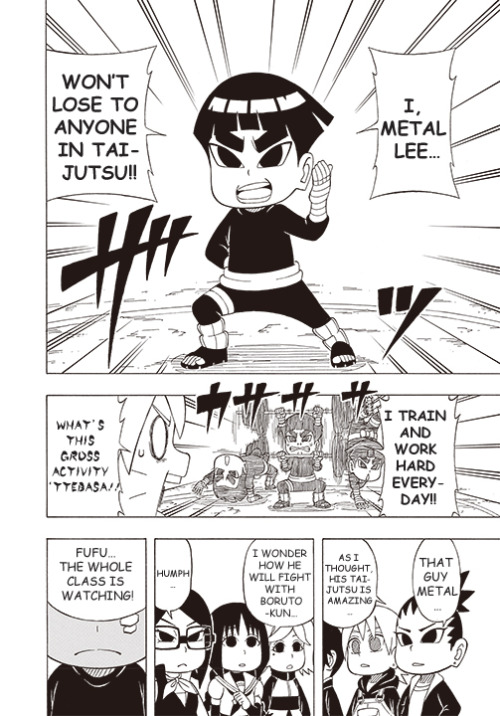 I,
METAL
LEE...
WON'T
LOSE TO
ANYONE
IN TAI-
JUTSU!!
I TRAIN
AND
WORK
HARD
EVERY-
DAY!!
WHAT'S
THIS
GROSS
ACTIVITY
'TTEBASA!!
THAT
GUY
METAL
...
AS I
THOUGHT,
HIS TAI-
JUTSU IS
AMAZING
..
I WONDER
HOW HE
WILL FIGHT
WITH
BORUTO
-KUN...
HUMPH
..
FUFU...
THE WHOLE
CLASS IS
WATCHING!